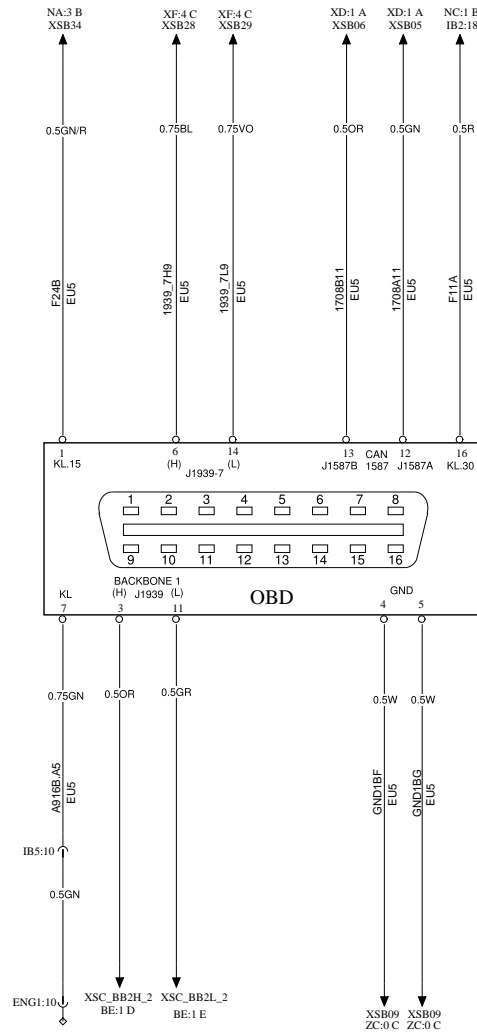 NA:3 B XF:4 C XF:4 C XD:1 A XD:1 A NC:1 B
XSB34 XSB28 XSB29 XSB06 XSB05 IB2:18
0.5GN/R 0.75BL 0.75VO 0.5OR 0.5GN 0.5R
F24B
EU5
1939_7H9
EU5
1939_7L9
EU5
1708B11
EU5
1708A11
EU5
F11A
EU5
1 6 14 13 CAN 12 16
KL.15 (H) J1939-7 (L) J1587B 1587 J1587A KL.30
1 2 3 4 5 6 7 8
9 10 11 12 13 14 15 16
BACKBONE 1
KL (H) J1939 (L) OBD GND
7 3 11 4 5
0.75GN 0.5OR 0.5GR 0.5W 0.5W
A916B.A5
EU5
GND1BF
EU5
GND1BG
EU5
IB5:10
0.5GN
ENG1:10 XSC_BB2H_2 XSC_BB2L_2 XSB09 XSB09
BE:1 D BE:1 E ZC:0 C ZC:0 C